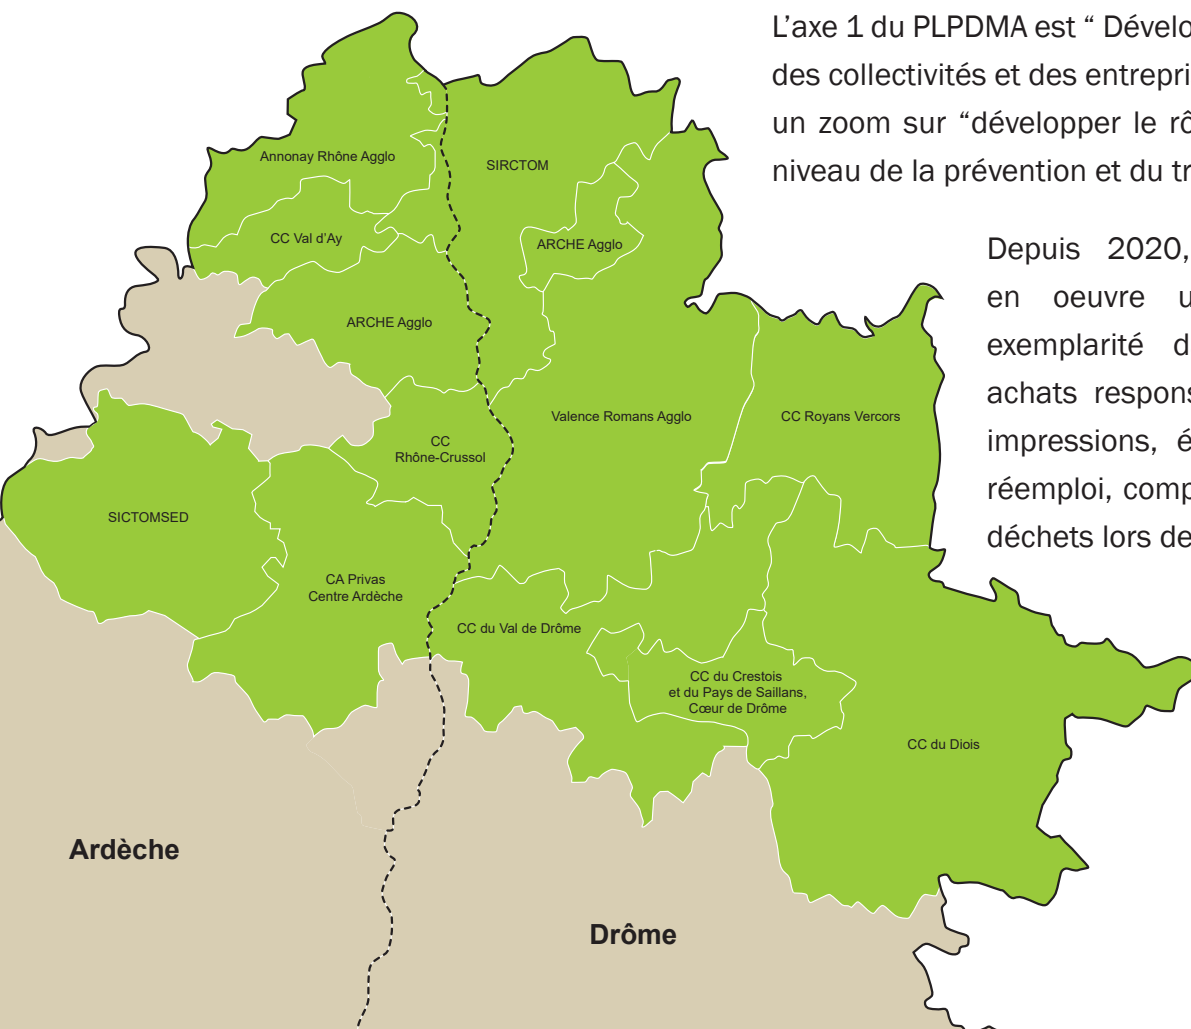 L'axe 1 du PLPDMA est “ Dévelo
des collectivités et des entrepri
un zoom sur “développer le rô
niveau de la prévention et du tr
Depuis 2020,
en oeuvre u
exemplarité d
achats respons
impressions, é
réemploi, comp
déchets lors de
Annonay Rhône Agglo
SIRCTOM
CC Val d'Ay
ARCHE Agglo
ARCHE Agglo
Valence Romans Agglo
CC Royans Vercors
CC
Rhône-Crussol
SICTOMSED
CA Privas
Centre Ardèche
CC du Val de Drôme
CC du Crestois
et du Pays de Saillans,
Cœur de Drôme
CC du Diois
Ardèche
Drôme